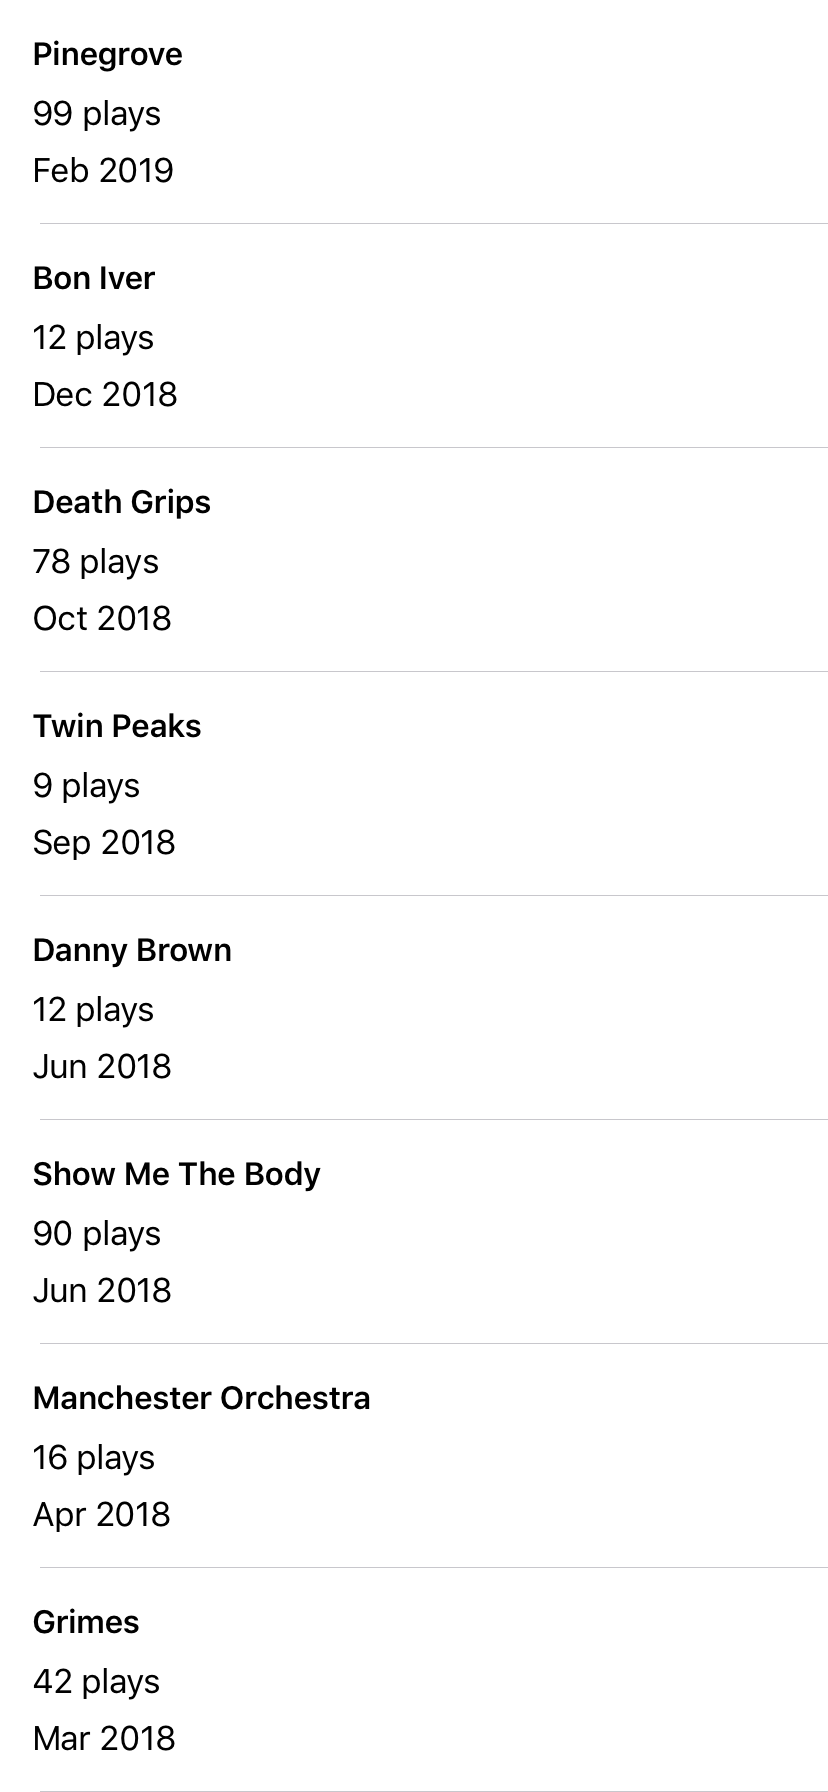 Pinegrove
99 plays
Feb 2019
Bon Iver
12 plays
Dec 2018
Death Grips
78 plays
Oct 2018
Twin Peaks
9 plays
Sep 2018
Danny Brown
12 plays
Jun 2018
Show Me The Body
90 plays
Jun 2018
Manchester Orchestra
16 plays
Apr 2018
Grimes
42 plays
Mar 2018